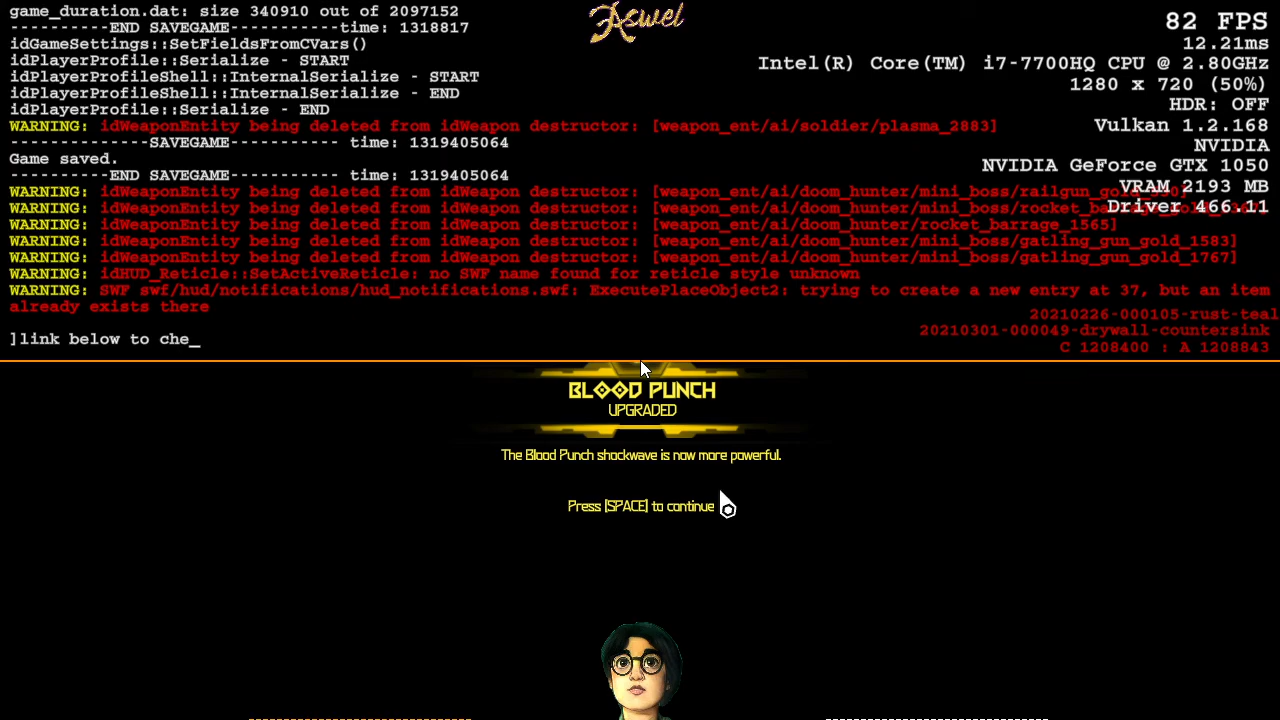 game_duration.dat: size 340910 out of 2097152
----------END SAVEGAME-----------time: 1318817
idGameSettings::SetFieldsFromCVars()
idPlayerProfile::Serialize - START
idPlayerProfileShell::InternalSerialize - START
idPlayerProfileShell::InternalSerialize - END
idPlayerProfile::Serialize - END
WARNING: idWeaponEntity being deleted from idWeapon destructor: [weapon_ent/ai/soldier/plasma_2883]
--------------SAVEGAME----------- time: 1319405064
Game saved.
----------END SAVEGAME----------- time: 1319405064
WARNING: idWeaponEntity being deleted from idWeapon destructor: [weapon_ent/ai/doom_hunter/mini_boss/railgun_gold
WARNING: idWeaponEntity being deleted from idWeapon destructor: [weapon_ent/ai/doom_hunter/mini_boss/rocket_barrage_gold
WARNING: idWeaponEntity being deleted from idWeapon destructor: [weapon_ent/ai/doom_hunter/rocket_barrage_1565]
WARNING: idWeaponEntity being deleted from idWeapon destructor: [weapon_ent/ai/doom_hunter/mini_boss/gatling_gun_gold_1583]
WARNING: idWeaponEntity being deleted from idWeapon destructor: [weapon_ent/ai/doom_hunter/mini_boss/gatling_gun_gold_1767]
WARNING: idHUD_Reticle::SetActiveReticle: no SWF name found for reticle style unknown
WARNING: SWF swf/hud/notifications/hud_notifications.swf: ExecutePlaceObject2: trying to create a new entry at 37, but an item
already exists there
]link below to che_
Aswel
82 FPS
12.21ms
Intel(R) Core(TM) i7-7700HQ CPU @ 2.80GHz
1280 x 720 (50%)
HDR: OFF
Vulkan 1.2.168
NVIDIA
NVIDIA GeForce GTX 1050
VRAM 2193 MB
Driver 466.11
20210226-000105-rust-teal
20210301-000049-drywall-countersink
C 1208400 : A 1208843
BLOOD PUNCH
UPGRADED
The Blood Punch shockwave is now more powerful.
Press [SPACE] to continue